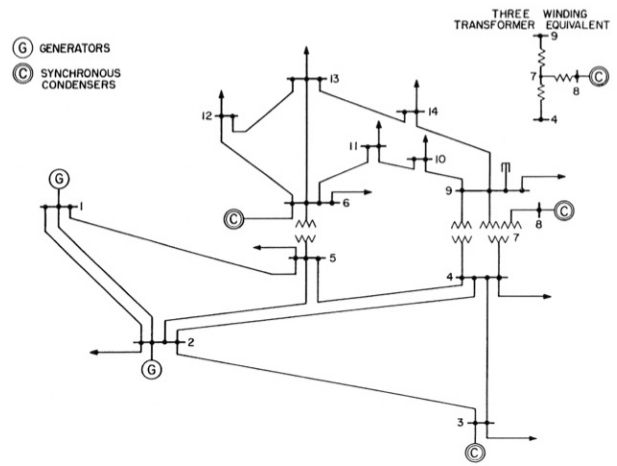 THREE WINDING
TRANSFORMER EQUIVALENT
9
7
C
8
4
G GENERATORS
C SYNCHRONOUS
CONDENSERS
13
12
14
11
10
9
G
1
6
C
C
8
7
5
4
2
G
3
C